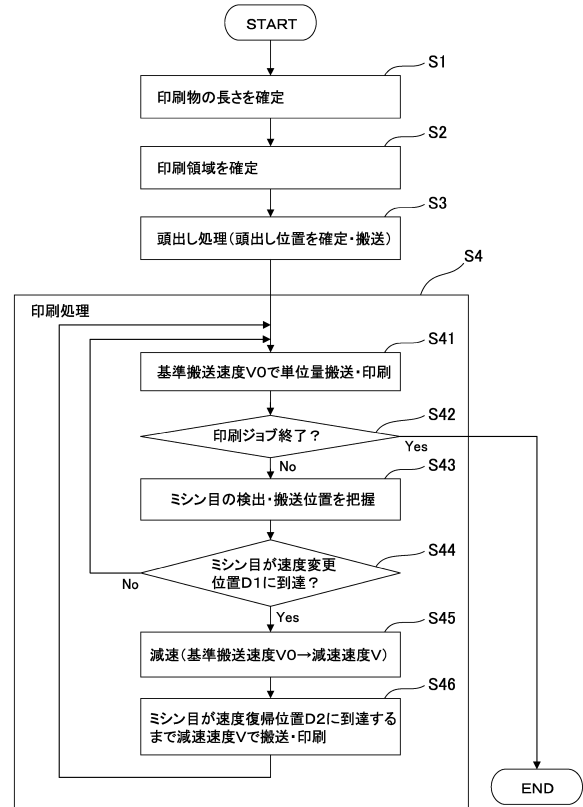 START
S1
印刷物の長さを確定
S2
印刷領域を確定
S3
頭出し処理(頭出し位置を確定・搬送)
S4
印刷処理
S41
基準搬送速度V0で単位量搬送・印刷
S42
印刷ジョブ終了?
Yes
No
S43
ミシン目の検出・搬送位置を把握
S44
ミシン目が速度変更
位置D1に到達?
No
Yes
S45
減速(基準搬送速度V0→減速速度V)
S46
ミシン目が速度復帰位置D2に到達する
まで減速速度Vで搬送・印刷
END